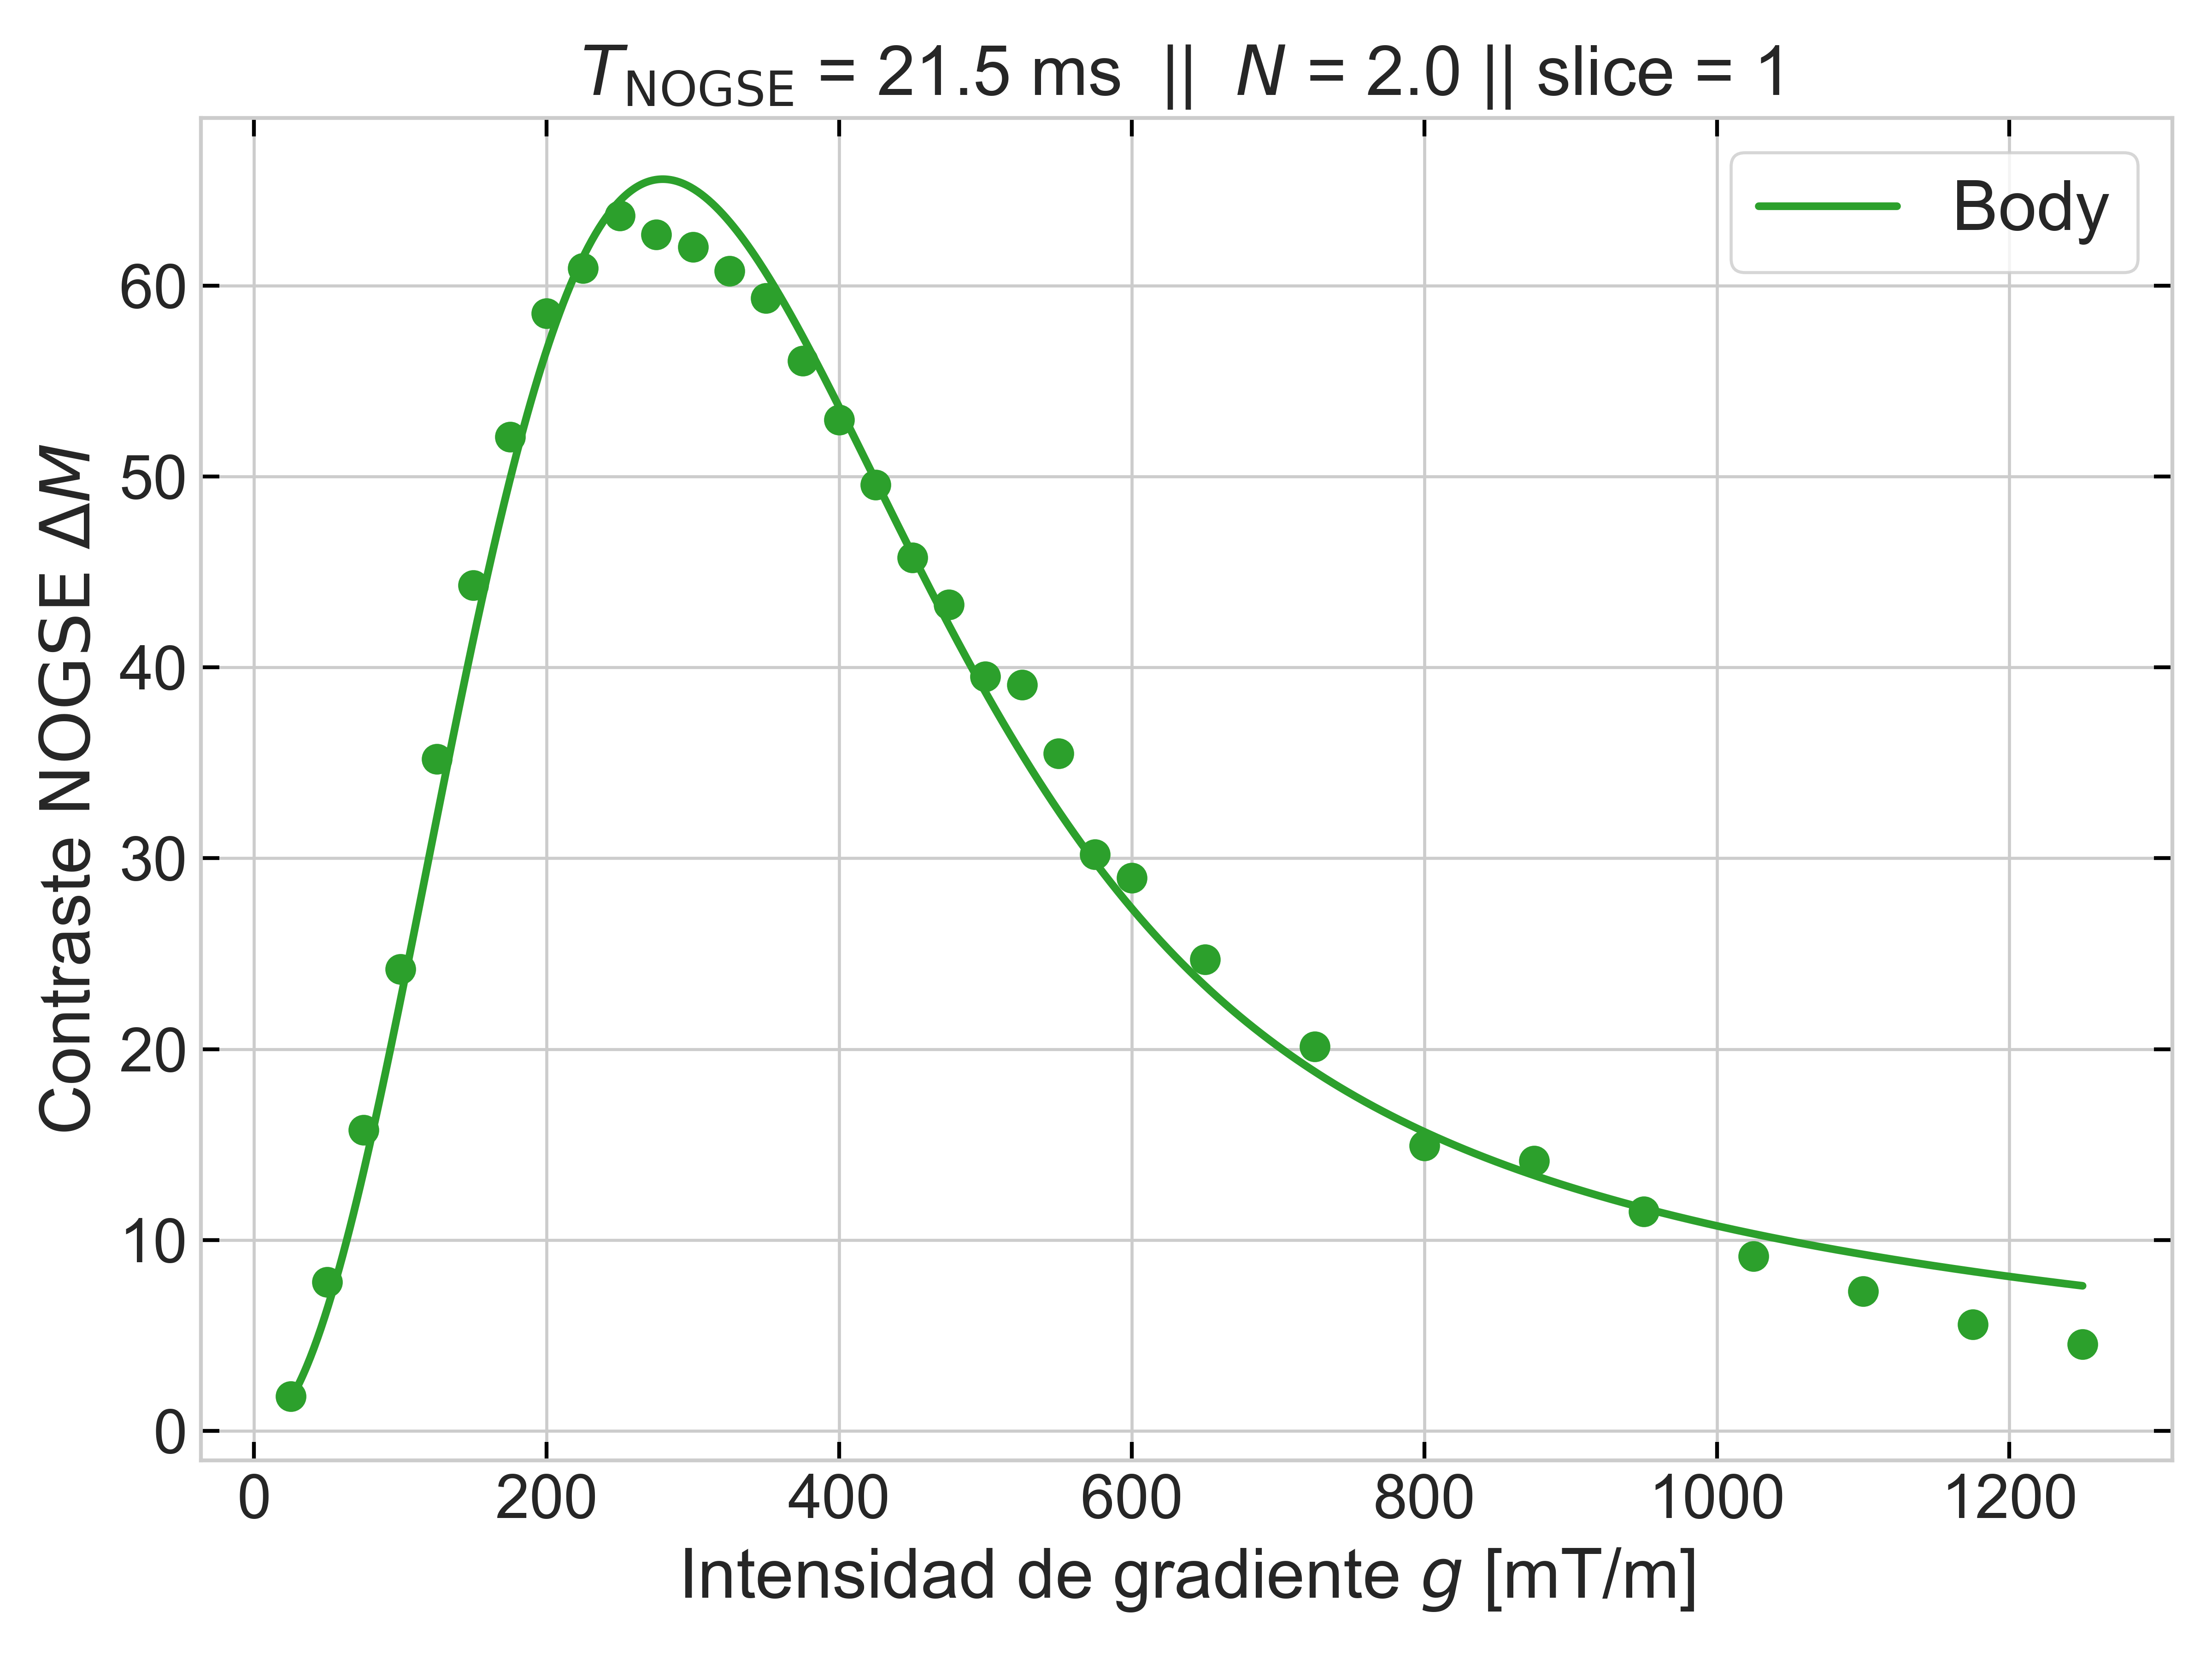 T_NOGSE = 21.5 ms || N = 2.0 || slice = 1
Body
Contraste NOGSE ΔM
60
50
40
30
20
10
0
0 200 400 600 800 1000 1200
Intensidad de gradiente g [mT/m]